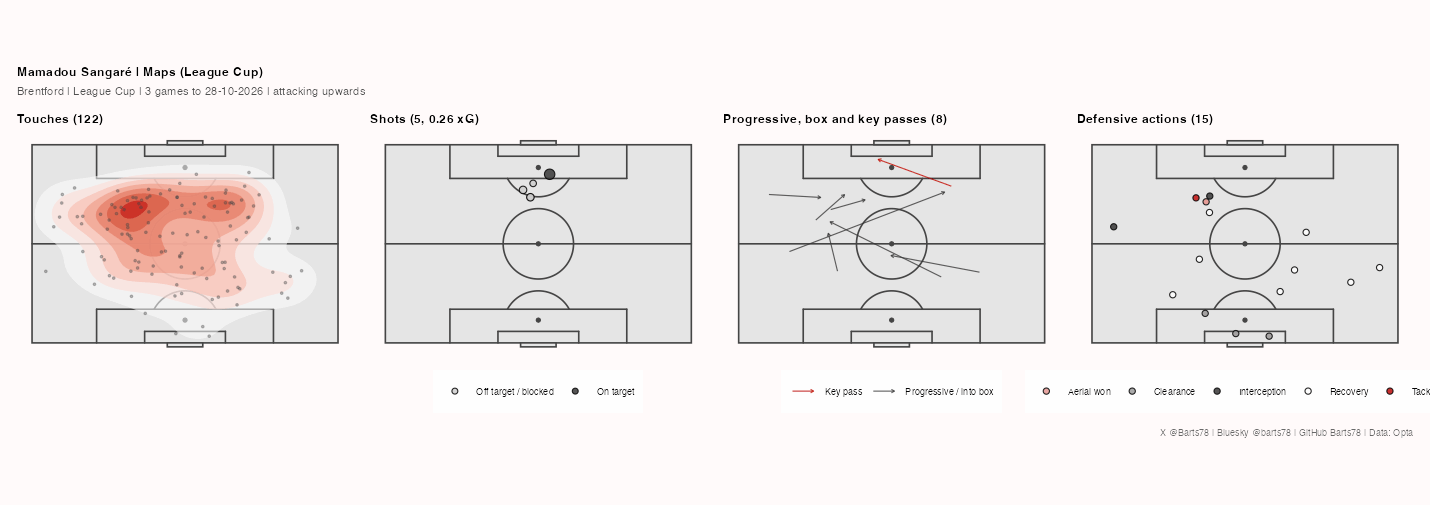 Mamadou Sangaré | Maps (League Cup)
Brentford | League Cup | 3 games to 28-10-2026 | attacking upwards
Touches (122)
Shots (5, 0.26 xG)
Progressive, box and key passes (8)
Defensive actions (15)
Off target / blocked
On target
Key pass
Progressive / into box
Aerial won
Clearance
Interception
Recovery
Tack
X @Barts78 | Bluesky @barts78 | GitHub Barts78 | Data: Opta